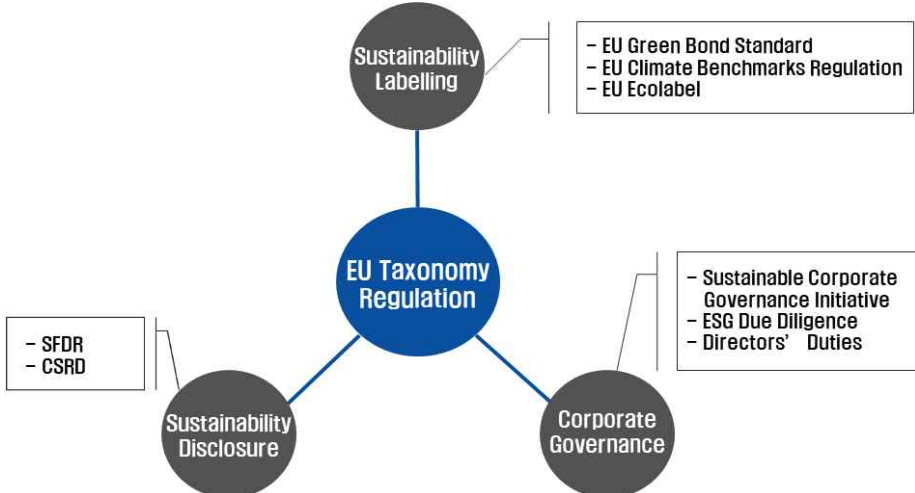 Sustainability
Labelling
- EU Green Bond Standard
- EU Climate Benchmarks Regulation
- EU Ecolabel
EU Taxonomy
Regulation
- Sustainable Corporate
Governance Initiative
- ESG Due Diligence
- Directors' Duties
- SFDR
- CSRD
Sustainability
Disclosure
Corporate
Governance